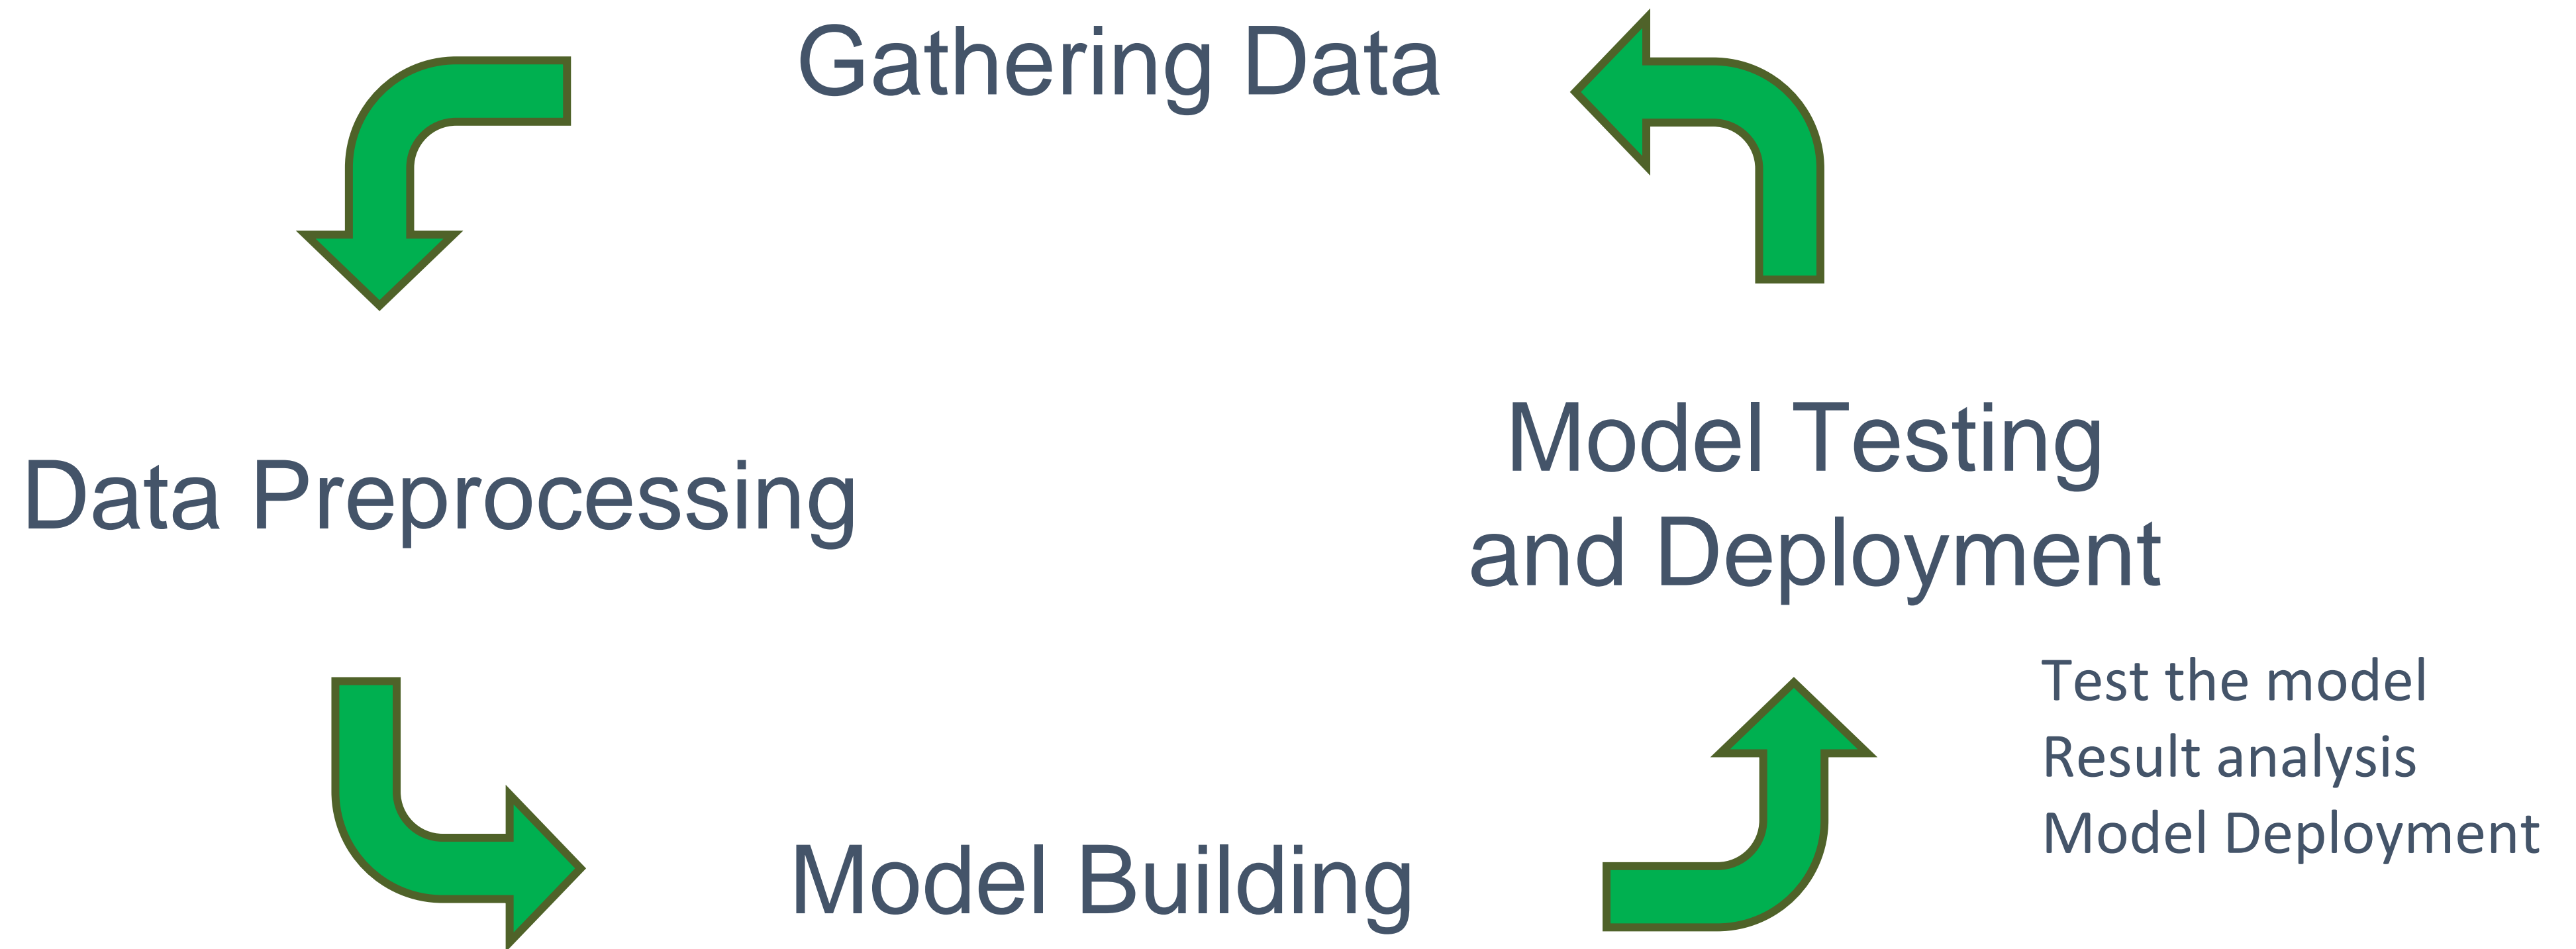 Gathering Data
Data Preprocessing
Model Testing
and Deployment
Test the model
Result analysis
Model Deployment
Model Building